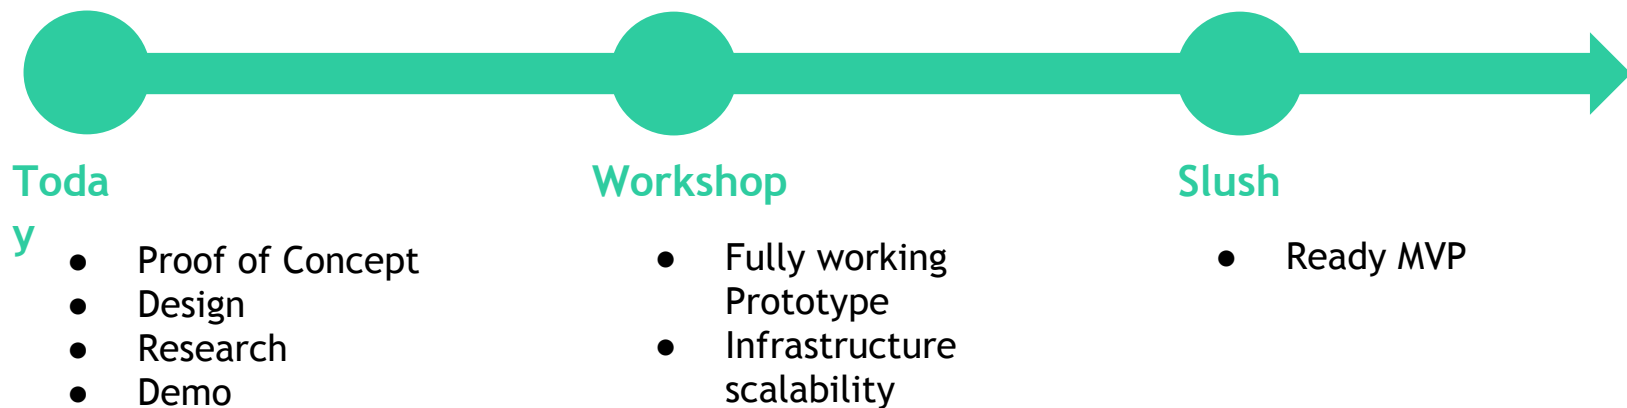 Toda
y
● Proof of Concept
● Design
● Research
● Demo
Workshop
● Fully working
Prototype
● Infrastructure
scalability
Slush
● Ready MVP